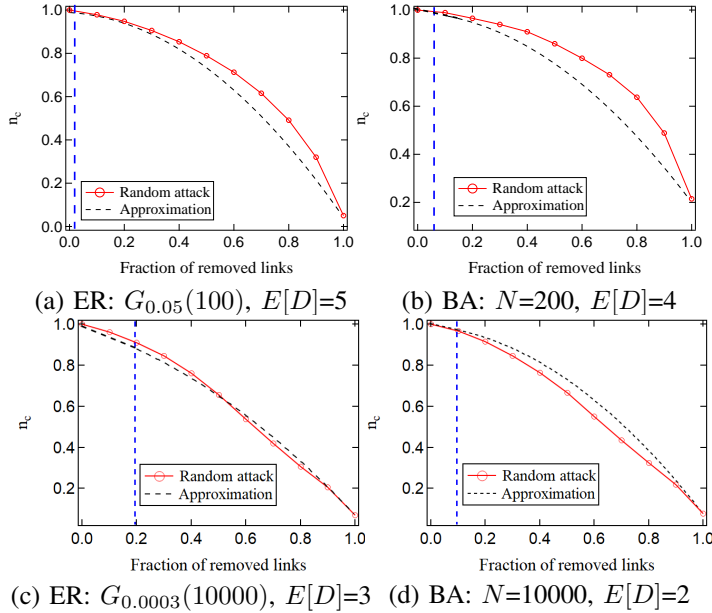 1.0
0.8
0.6
0.4
0.2
0.0
n_c
Random attack
Approximation
0.0 0.2 0.4 0.6 0.8 1.0
Fraction of removed links
(a) ER: G_{0.05}(100), E[D]=5
1.0
0.8
0.6
0.4
0.2
n_c
Random attack
Approximation
0.0 0.2 0.4 0.6 0.8 1.0
Fraction of removed links
(b) BA: N=200, E[D]=4
1.0
0.8
0.6
0.4
0.2
n_c
Random attack
Approximation
0.0 0.2 0.4 0.6 0.8 1.0
Fraction of removed links
(c) ER: G_{0.0003}(10000), E[D]=3
1.0
0.8
0.6
0.4
0.2
n_c
Random attack
Approximation
0.0 0.2 0.4 0.6 0.8 1.0
Fraction of removed links
(d) BA: N=10000, E[D]=2